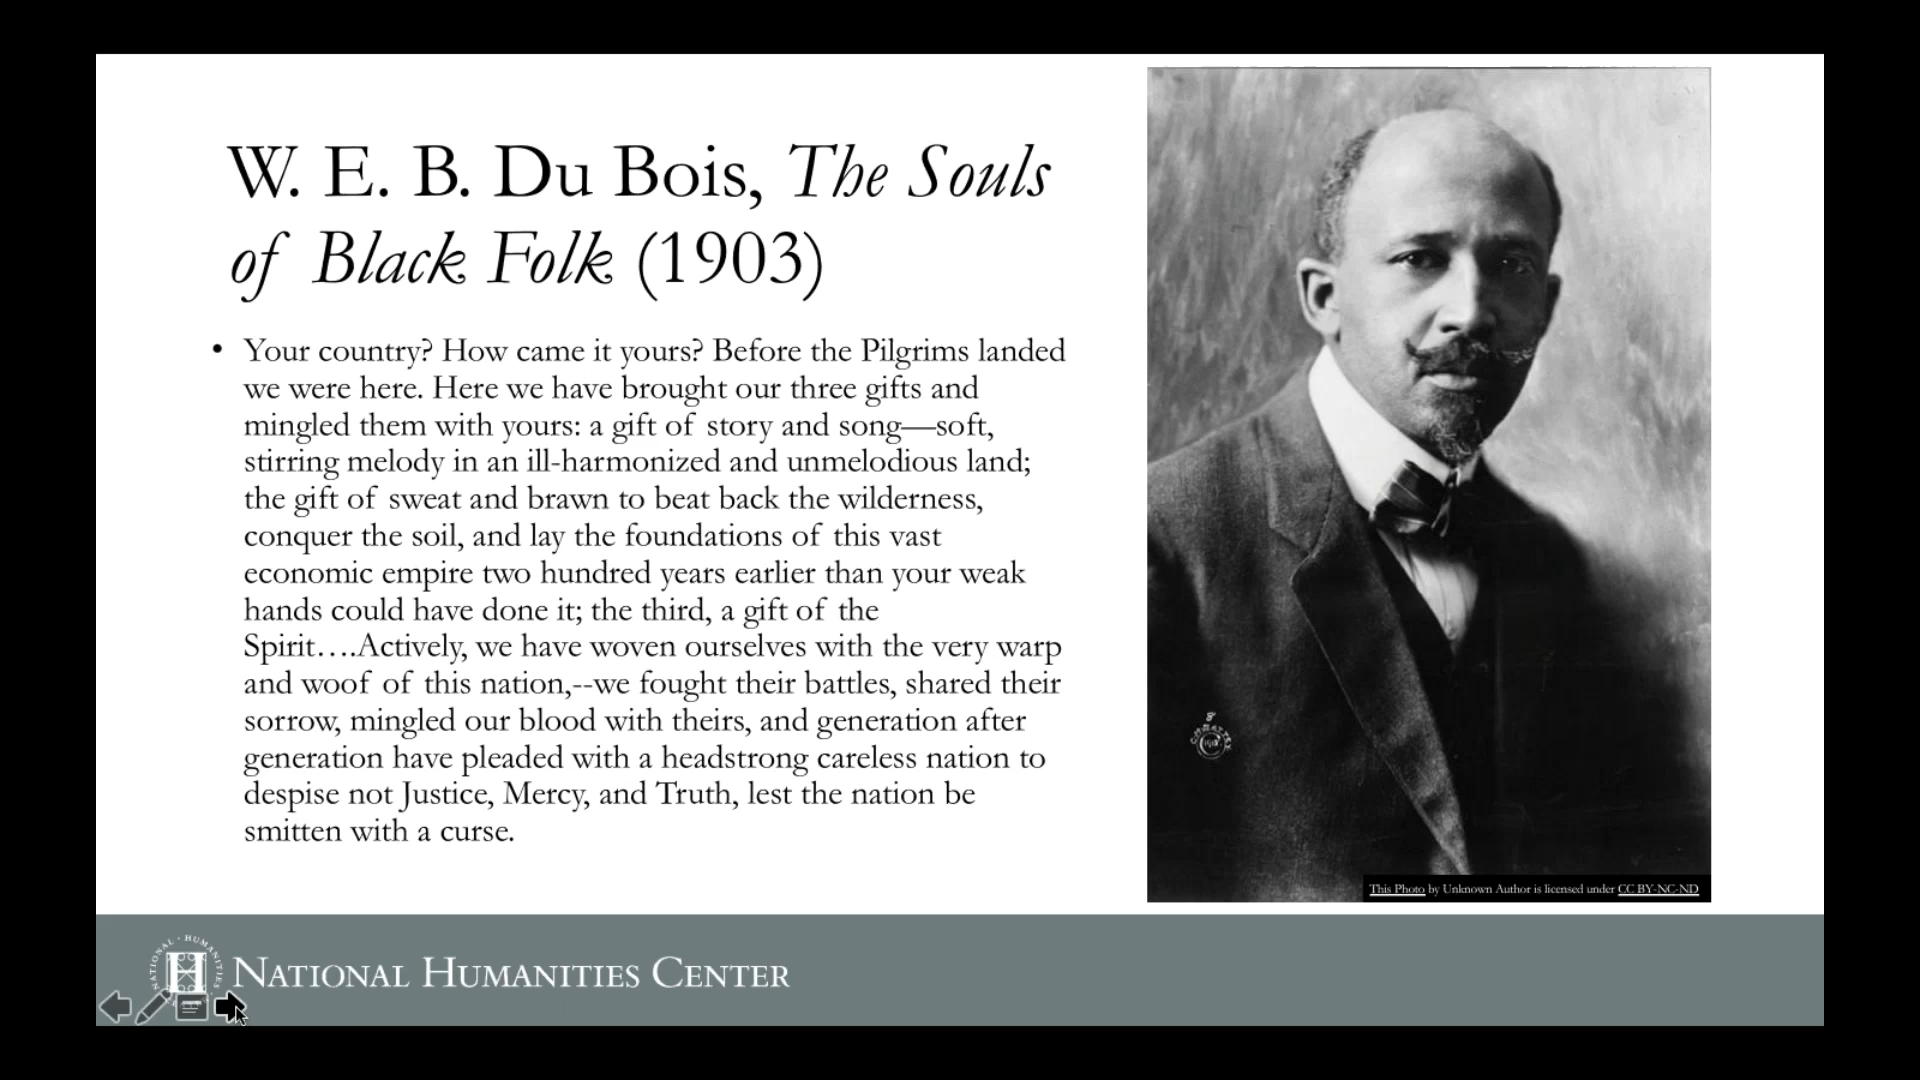 W. E. B. Du Bois, The Souls
of Black Folk (1903)
• Your country? How came it yours? Before the Pilgrims landed
we were here. Here we have brought our three gifts and
mingled them with yours: a gift of story and song—soft,
stirring melody in an ill-harmonized and unmelodious land;
the gift of sweat and brawn to beat back the wilderness,
conquer the soil, and lay the foundations of this vast
economic empire two hundred years earlier than your weak
hands could have done it; the third, a gift of the
Spirit….Actively, we have woven ourselves with the very warp
and woof of this nation,--we fought their battles, shared their
sorrow, mingled our blood with theirs, and generation after
generation have pleaded with a headstrong careless nation to
despise not Justice, Mercy, and Truth, lest the nation be
smitten with a curse.
This Photo by Unknown Author is licensed under CC BY-NC-ND
NATIONAL · HUMANITIES
H
NATIONAL HUMANITIES CENTER